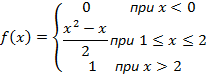 f(x) = { 0 при x < 0
(x² − x)/2 при 1 ≤ x ≤ 2
1 при x > 2